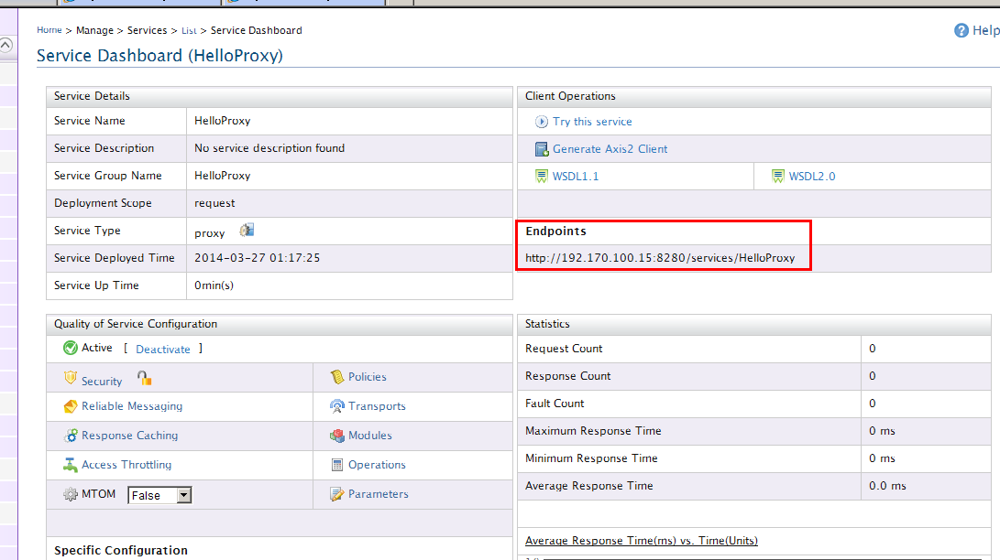 Home > Manage > Services > List > Service Dashboard
Help
Service Dashboard (HelloProxy)
Service Details
Service Name HelloProxy
Service Description No service description found
Service Group Name HelloProxy
Deployment Scope request
Service Type proxy
Service Deployed Time 2014-03-27 01:17:25
Service Up Time 0min(s)
Client Operations
Try this service
Generate Axis2 Client
WSDL1.1 WSDL2.0
Endpoints
http://192.170.100.15:8280/services/HelloProxy
Quality of Service Configuration
Active [ Deactivate ]
Security Policies
Reliable Messaging Transports
Response Caching Modules
Access Throttling Operations
MTOM False Parameters
Specific Configuration
Statistics
Request Count 0
Response Count 0
Fault Count 0
Maximum Response Time 0 ms
Minimum Response Time 0 ms
Average Response Time 0.0 ms
Average Response Time(ms) vs. Time(Units)